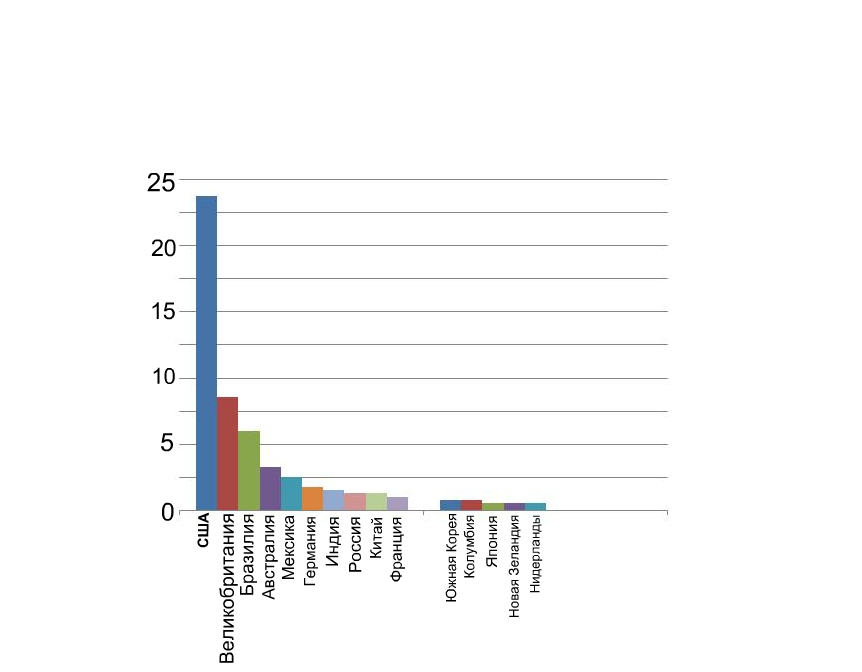 25
20
15
10
5
0
США
Великобритания
Бразилия
Австралия
Мексика
Германия
Индия
Россия
Китай
Франция
Южная Корея
Колумбия
Япония
Новая Зеландия
Нидерланды